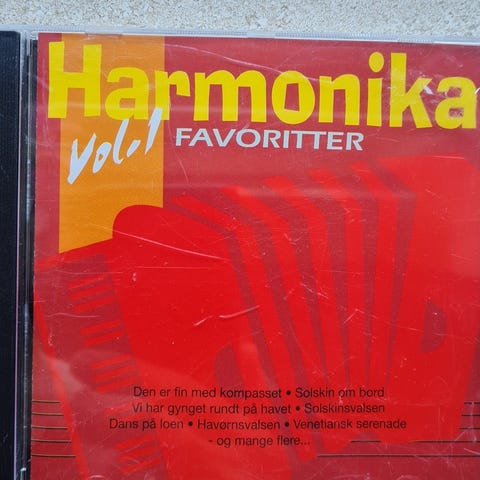 Harmonika
Vol.1
FAVORITTER
Den er fin med kompasset • Solskin om bord
Vi har gynget rundt på havet • Solskinsvalsen
Dans på loen • Havørnsvalsen • Venetiansk serenade
- og mange flere...